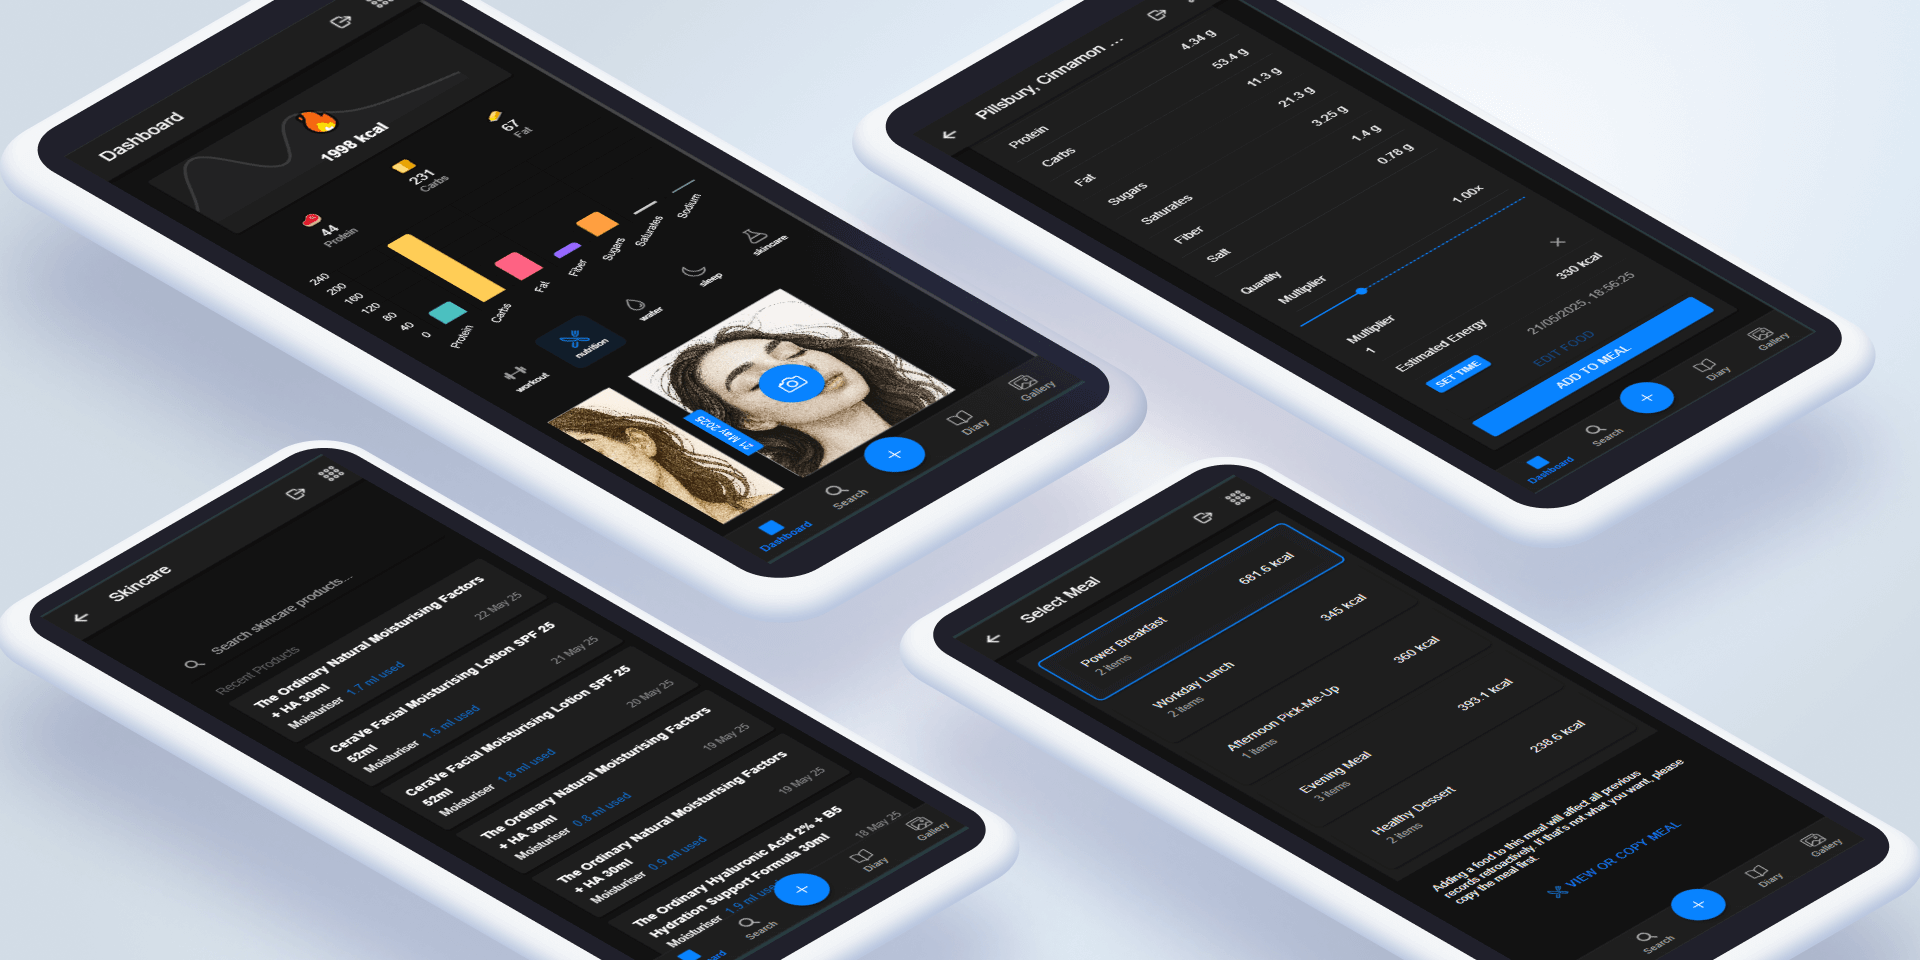 Dashboard
1998 kcal
44
Protein
231
Carbs
67
Fat
240
200
160
120
80
40
0
Protein
Carbs
Fat
Fiber
Sugars
Saturates
Sodium
workout
nutrition
water
sleep
skincare
21 May 2025
Dashboard
Search
Diary
Gallery
Pillsbury, Cinnamon ...
Protein 4.34 g
Carbs 53.4 g
Fat 11.3 g
Sugars 21.3 g
Saturates 3.25 g
Fiber 1.4 g
Salt 0.78 g
Quantity
Multiplier 1.00x
Multiplier
1
Estimated Energy 330 kcal
SET TIME 21/05/2025, 18:56:25
EDIT FOOD
ADD TO MEAL
Dashboard
Search
Diary
Gallery
Skincare
Search skincare products...
Recent Products
The Ordinary Natural Moisturising Factors
+ HA 30ml
Moisturiser 1.7 ml used
22 May 25
CeraVe Facial Moisturising Lotion SPF 25
52ml
Moisturiser 1.6 ml used
21 May 25
CeraVe Facial Moisturising Lotion SPF 25
52ml
Moisturiser 1.8 ml used
20 May 25
The Ordinary Natural Moisturising Factors
+ HA 30ml
Moisturiser 0.8 ml used
19 May 25
The Ordinary Natural Moisturising Factors
+ HA 30ml
Moisturiser 0.9 ml used
19 May 25
The Ordinary Hyaluronic Acid 2% + B5
Hydration Support Formula 30ml
Moisturiser 1.9 ml used
18 May 25
Search
Diary
Gallery
Select Meal
Power Breakfast 681.6 kcal
2 items
Workday Lunch 345 kcal
2 items
Afternoon Pick-Me-Up 360 kcal
1 items
Evening Meal 393.1 kcal
3 items
Healthy Dessert 238.6 kcal
2 items
Adding a food to this meal will affect all previous
records retroactively. If that's not what you want, please
copy the meal first.
VIEW OR COPY MEAL
Search
Diary
Gallery